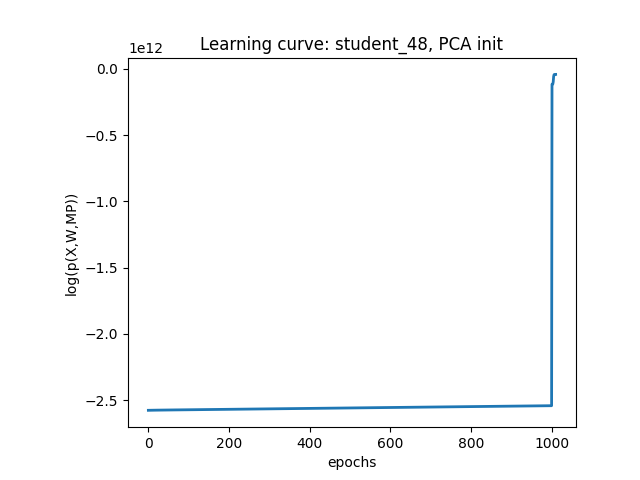 Learning curve: student_48, PCA init
1e12
0.0
−0.5
−1.0
−1.5
−2.0
−2.5
log(p(X,W,MP))
0 200 400 600 800 1000
epochs